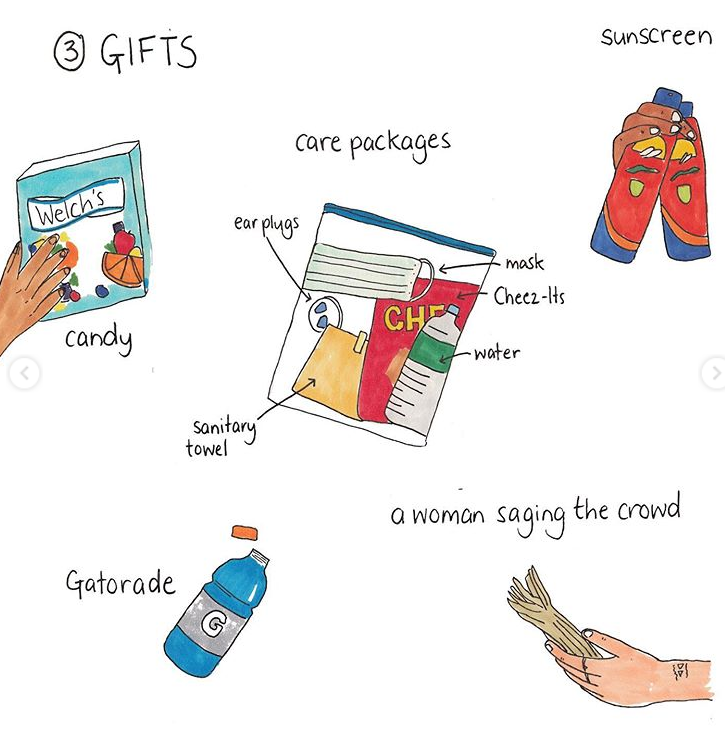 ③ GIFTS
sunscreen
care packages
Welch's
candy
ear plugs
mask
Cheez-Its
CHE
water
sanitary
towel
a woman saging the crowd
Gatorade
G